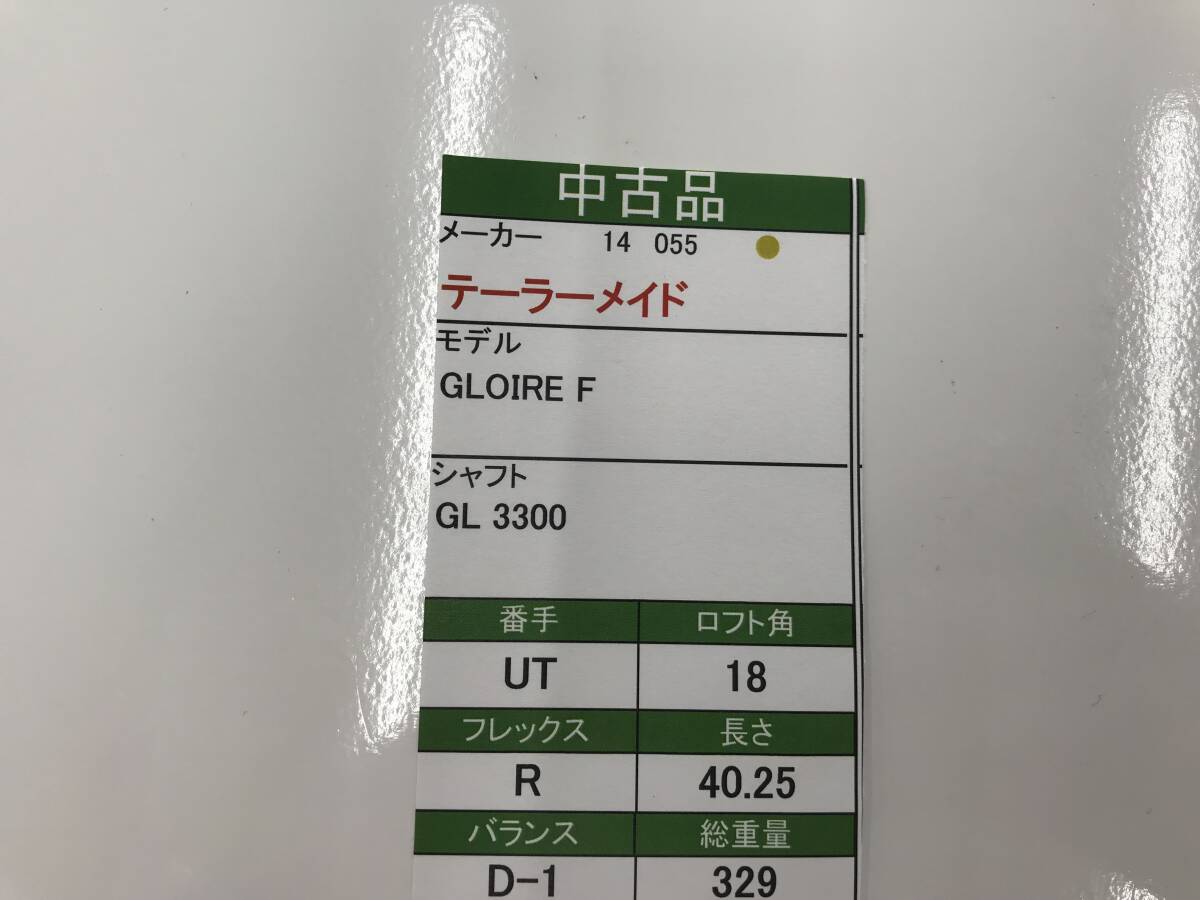 中古品
メーカー 14 055
テーラーメイド
モデル
GLOIRE F
シャフト
GL 3300
番手 ロフト角
UT 18
フレックス 長さ
R 40.25
バランス 総重量
D-1 329